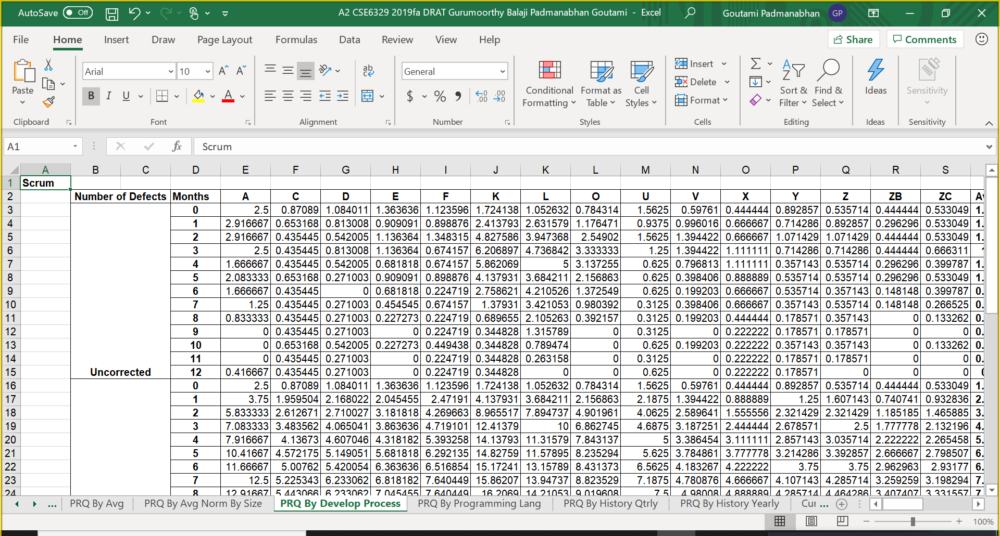 AutoSave Off A2 CSE6329 2019fa DRAT Gurumoorthy Balaji Padmanabhan Goutami - Excel Goutami Padmanabhan GP
File Home Insert Draw Page Layout Formulas Data Review View Help Share Comments
Arial 10 A A ab c General Insert Σ A Z
Paste Conditional Formatting Format as Table Cell Styles Delete Sort & Filter Find & Select Ideas Sensitivity
B I U A $ % 9 .00 .00 Format
Clipboard Font Alignment Number Styles Cells Editing Ideas Sensitivity
A1 fx Scrum
A B C D E F G H I J K L M N O P Q R S
1 Scrum
2 Number of Defects Months A C D E F K L O U V X Y Z ZB ZC
3 0 2.5 0.87089 1.084011 1.363636 1.123596 1.724138 1.052632 0.784314 1.5625 0.59761 0.444444 0.892857 0.535714 0.444444 0.533049 1.
4 1 2.916667 0.653168 0.813008 0.909091 0.898876 2.413793 2.631579 1.176471 0.9375 0.996016 0.666667 0.714286 0.892857 0.296296 0.533049 1.
5 2 2.916667 0.435445 0.542005 1.136364 1.348315 4.827586 3.947368 2.54902 1.5625 1.394422 0.666667 1.071429 1.071429 0.444444 0.533049 1.
6 3 2.5 0.435445 0.813008 1.136364 0.674157 6.206897 4.736842 3.333333 1.25 1.394422 1.111111 0.714286 0.714286 0.444444 0.666311
7 4 1.666667 0.435445 0.542005 0.681818 0.674157 5.862069 5 3.137255 0.625 0.796813 1.111111 0.357143 0.535714 0.296296 0.399787 1.
8 5 2.083333 0.653168 0.271003 0.909091 0.898876 4.137931 3.684211 2.156863 0.625 0.398406 0.888889 0.535714 0.535714 0.296296 0.533049 1.
9 6 1.666667 0.435445 0 0.681818 0.224719 2.758621 4.210526 1.372549 0.625 0.199203 0.666667 0.535714 0.357143 0.148148 0.399787 0.
10 7 1.25 0.435445 0.271003 0.454545 0.674157 1.37931 3.421053 0.980392 0.3125 0.398406 0.666667 0.357143 0.535714 0.148148 0.266525 0.
11 8 0.833333 0.435445 0.271003 0.227273 0.224719 0.689655 2.105263 0.392157 0.3125 0.199203 0.444444 0.178571 0.357143 0 0.133262 0.
12 9 0 0.435445 0.271003 0 0.224719 0.344828 1.315789 0 0.3125 0 0.222222 0.178571 0.178571 0 0 0.
13 10 0 0.653168 0.542005 0.227273 0.449438 0.344828 0.789474 0 0.625 0.199203 0.222222 0.357143 0.357143 0 0.133262 0.
14 11 0 0.435445 0.271003 0 0.224719 0.344828 0.263158 0 0.3125 0 0.222222 0.178571 0.178571 0 0 0.
15 Uncorrected 12 0.416667 0.435445 0.271003 0 0.224719 0.344828 0 0 0.625 0 0.222222 0.178571 0 0 0
16 0 2.5 0.87089 1.084011 1.363636 1.123596 1.724138 1.052632 0.784314 1.5625 0.59761 0.444444 0.892857 0.535714 0.444444 0.533049 1.
17 1 3.75 1.959504 2.168022 2.045455 2.47191 4.137931 3.684211 2.156863 2.1875 1.394422 0.888889 1.25 1.607143 0.740741 0.932836 2.
18 2 5.833333 2.612671 2.710027 3.181818 4.269663 8.965517 7.894737 4.901961 4.0625 2.589641 1.555556 2.321429 2.321429 1.185185 1.465885 3.
19 3 7.083333 3.483562 4.065041 3.863636 4.719101 12.41379 10 6.862745 4.6875 3.187251 2.444444 2.678571 2.5 1.777778 2.132196 4.
20 4 7.916667 4.13673 4.607046 4.318182 5.393258 14.13793 11.31579 7.843137 5 3.386454 3.111111 2.857143 3.035714 2.222222 2.265458 5.
21 5 10.41667 4.572175 5.149051 5.681818 6.292135 14.82759 11.57895 8.235294 5.625 3.784861 3.777778 3.214286 3.392857 2.666667 2.798507 6.
22 6 11.66667 5.00762 5.420054 6.363636 6.516854 15.17241 13.15789 8.431373 6.5625 4.183267 4.222222 3.75 3.75 2.962963 2.93177 6.
23 7 12.5 5.225343 6.233062 6.818182 7.640449 15.86207 13.94737 8.823529 7.1875 4.780876 4.666667 4.107143 4.285714 3.259259 3.198294 7.
24 8 12.91667 5.443066 6.233062 7.045455 7.640449 16.2069 14.21053 9.019608 7.5 4.98008 4.888889 4.285714 4.464286 3.407407 3.331557 7
... PRQ By Avg PRQ By Avg Norm By Size PRQ By Develop Process PRQ By Programming Lang PRQ By History Qtrly PRQ By History Yearly Cur ...
100%